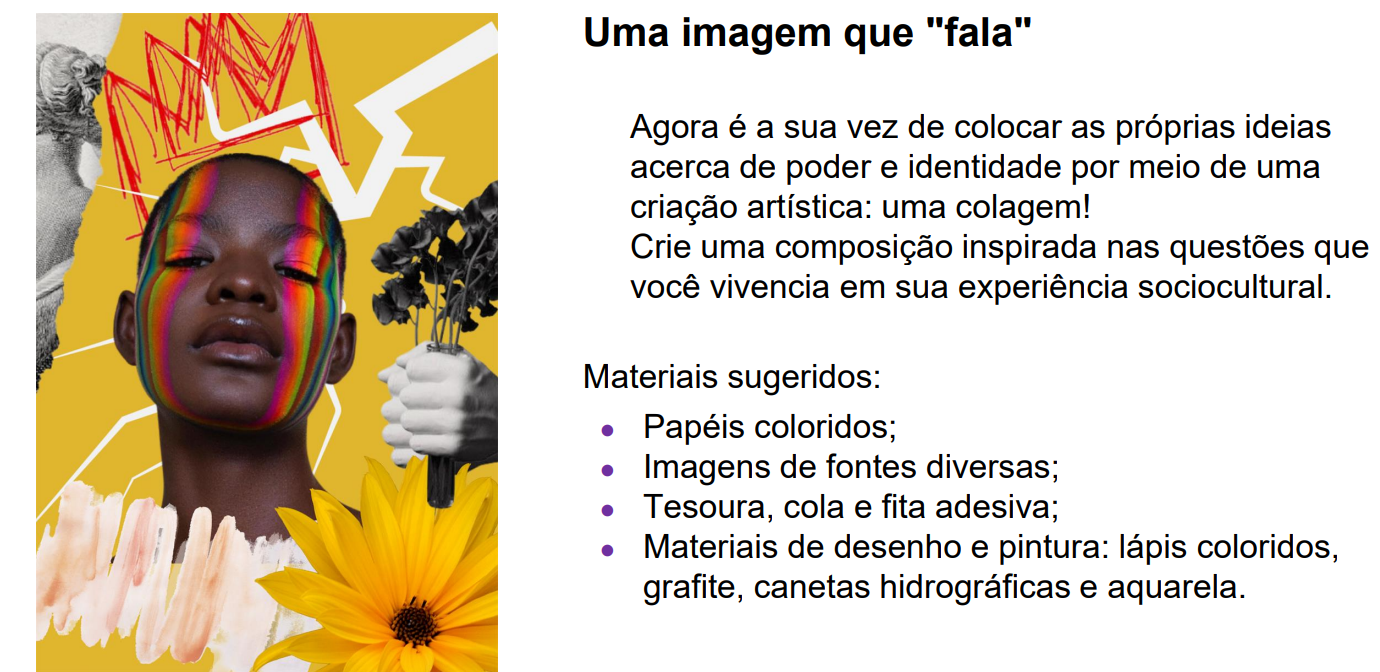 Uma imagem que "fala"
Agora é a sua vez de colocar as próprias ideias
acerca de poder e identidade por meio de uma
criação artística: uma colagem!
Crie uma composição inspirada nas questões que
você vivencia em sua experiência sociocultural.
Materiais sugeridos:
• Papéis coloridos;
• Imagens de fontes diversas;
• Tesoura, cola e fita adesiva;
• Materiais de desenho e pintura: lápis coloridos,
grafite, canetas hidrográficas e aquarela.